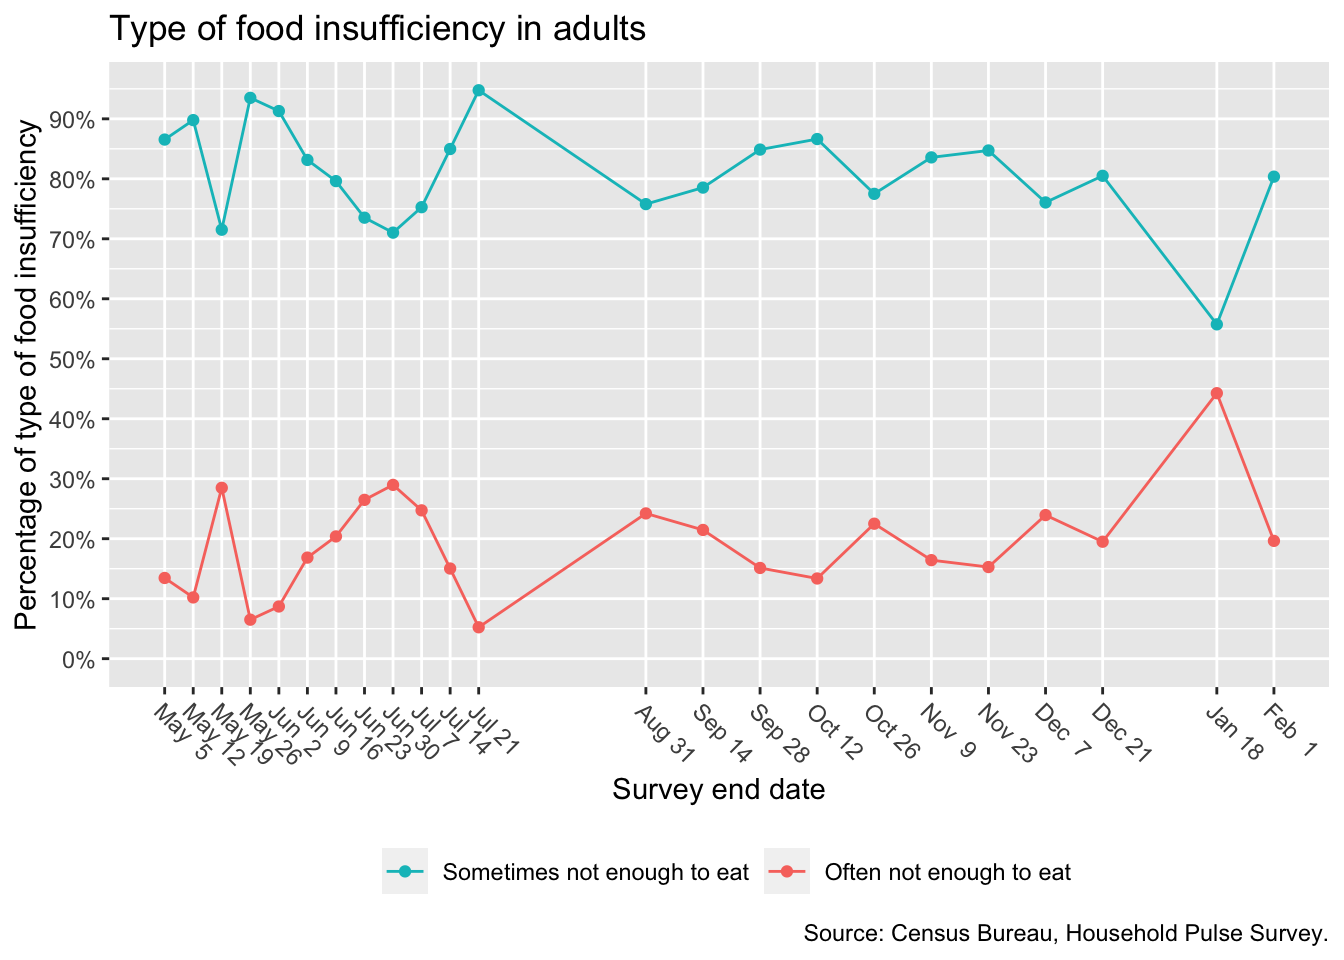 Type of food insufficiency in adults
Percentage of type of food insufficiency
90%
80%
70%
60%
50%
40%
30%
20%
10%
0%
May 5
May 12
May 19
May 26
Jun 2
Jun 9
Jun 16
Jun 23
Jun 30
Jul 7
Jul 14
Jul 21
Aug 31
Sep 14
Sep 28
Oct 12
Oct 26
Nov 9
Nov 23
Dec 7
Dec 21
Jan 18
Feb 1
Survey end date
Sometimes not enough to eat
Often not enough to eat
Source: Census Bureau, Household Pulse Survey.